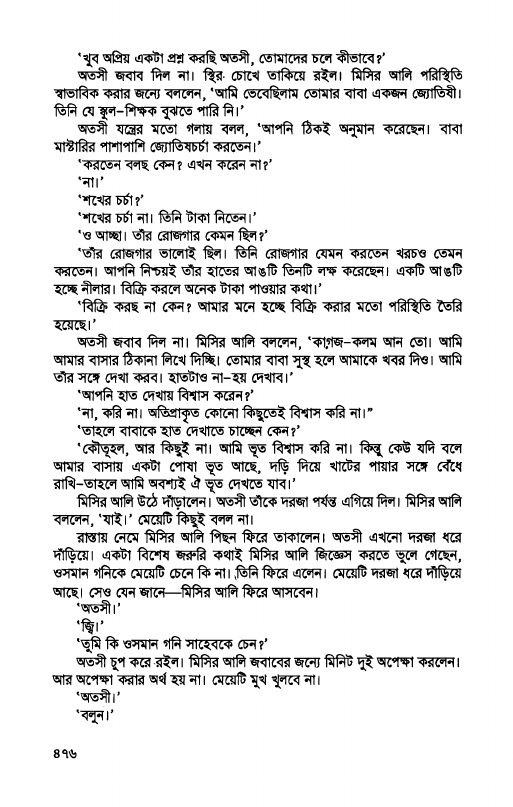 'খুব অপ্রিয় একটা প্রশ্ন করছি অতসী, তোমাদের চলে কীভাবে?'
অতসী জবাব দিল না। স্থির চোখে তাকিয়ে রইল। মিসির আলি পরিস্থিতি
স্বাভাবিক করার জন্যে বললেন, 'আমি ভেবেছিলাম তোমার বাবা একজন জ্যোতিষী।
তিনি যে স্কুল-শিক্ষক বুঝতে পারি নি।'
অতসী যন্ত্রের মতো গলায় বলল, 'আপনি ঠিকই অনুমান করেছেন। বাবা
মাস্টারির পাশাপাশি জ্যোতিষচর্চা করতেন।'
'করতেন বলছ কেন? এখন করেন না?'
'না।'
'শখের চর্চা?'
'শখের চর্চা না। তিনি টাকা নিতেন।'
'ও আচ্ছা। তাঁর রোজগার কেমন ছিল?'
'তাঁর রোজগার ভালোই ছিল। তিনি রোজগার যেমন করতেন খরচও তেমন
করতেন। আপনি নিশ্চয়ই তাঁর হাতের আঙটি তিনটি লক্ষ করেছেন। একটি আঙটি
হচ্ছে নীলার। বিক্রি করলে অনেক টাকা পাওয়ার কথা।'
'বিক্রি করছ না কেন? আমার মনে হচ্ছে বিক্রি করার মতো পরিস্থিতি তৈরি
হয়েছে।'
অতসী জবাব দিল না। মিসির আলি বললেন, 'কাগজ-কলম আন তো। আমি
আমার বাসার ঠিকানা লিখে দিচ্ছি। তোমার বাবা সুস্থ হলে আমাকে খবর দিও। আমি
তাঁর সঙ্গে দেখা করব। হাতটাও না-হয় দেখাব।'
'আপনি হাত দেখায় বিশ্বাস করেন?'
'না, করি না। অতিপ্রাকৃত কোনো কিছুতেই বিশ্বাস করি না।"
'তাহলে বাবাকে হাত দেখাতে চাচ্ছেন কেন?'
'কৌতূহল, আর কিছুই না। আমি ভূত বিশ্বাস করি না। কিন্তু কেউ যদি বলে
আমার বাসায় একটা পোষা ভূত আছে, দড়ি দিয়ে খাটের পায়ার সঙ্গে বেঁধে
রাখি-তাহলে আমি অবশ্যই ঐ ভূত দেখতে যাব।'
মিসির আলি উঠে দাঁড়ালেন। অতসী তাঁকে দরজা পর্যন্ত এগিয়ে দিল। মিসির আলি
বললেন, 'যাই।' মেয়েটি কিছুই বলল না।
রাস্তায় নেমে মিসির আলি পিছন ফিরে তাকালেন। অতসী এখনো দরজা ধরে
দাঁড়িয়ে। একটা বিশেষ জরুরি কথাই মিসির আলি জিজ্ঞেস করতে ভুলে গেছেন,
ওসমান গনিকে মেয়েটি চেনে কি না। তিনি ফিরে এলেন। মেয়েটি দরজা ধরে দাঁড়িয়ে
আছে। সেও যেন জানে—মিসির আলি ফিরে আসবেন।
'অতসী।'
'জ্বি।'
'তুমি কি ওসমান গনি সাহেবকে চেন?'
অতসী চুপ করে রইল। মিসির আলি জবাবের জন্যে মিনিট দুই অপেক্ষা করলেন।
আর অপেক্ষা করার অর্থ হয় না। মেয়েটি মুখ খুলবে না।
'অতসী।'
'বলুন।'
৪৭৬